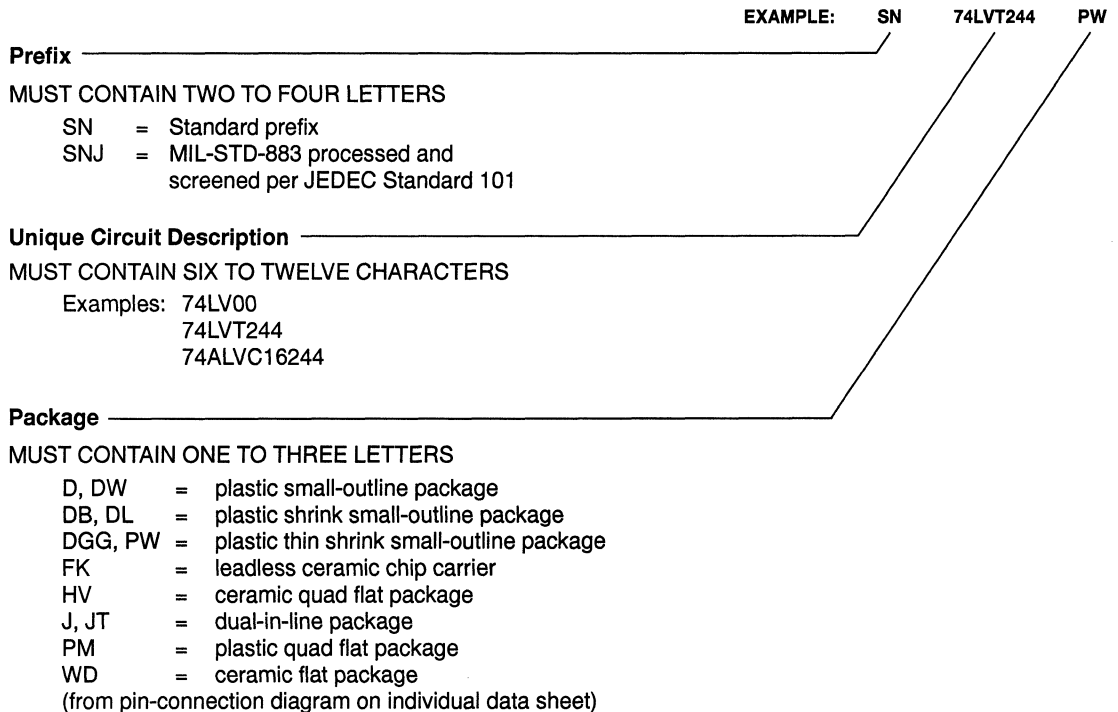 EXAMPLE: SN 74LVT244 PW
Prefix
MUST CONTAIN TWO TO FOUR LETTERS
SN = Standard prefix
SNJ = MIL-STD-883 processed and
screened per JEDEC Standard 101
Unique Circuit Description
MUST CONTAIN SIX TO TWELVE CHARACTERS
Examples: 74LV00
74LVT244
74ALVC16244
Package
MUST CONTAIN ONE TO THREE LETTERS
D, DW = plastic small-outline package
DB, DL = plastic shrink small-outline package
DGG, PW = plastic thin shrink small-outline package
FK = leadless ceramic chip carrier
HV = ceramic quad flat package
J, JT = dual-in-line package
PM = plastic quad flat package
WD = ceramic flat package
(from pin-connection diagram on individual data sheet)